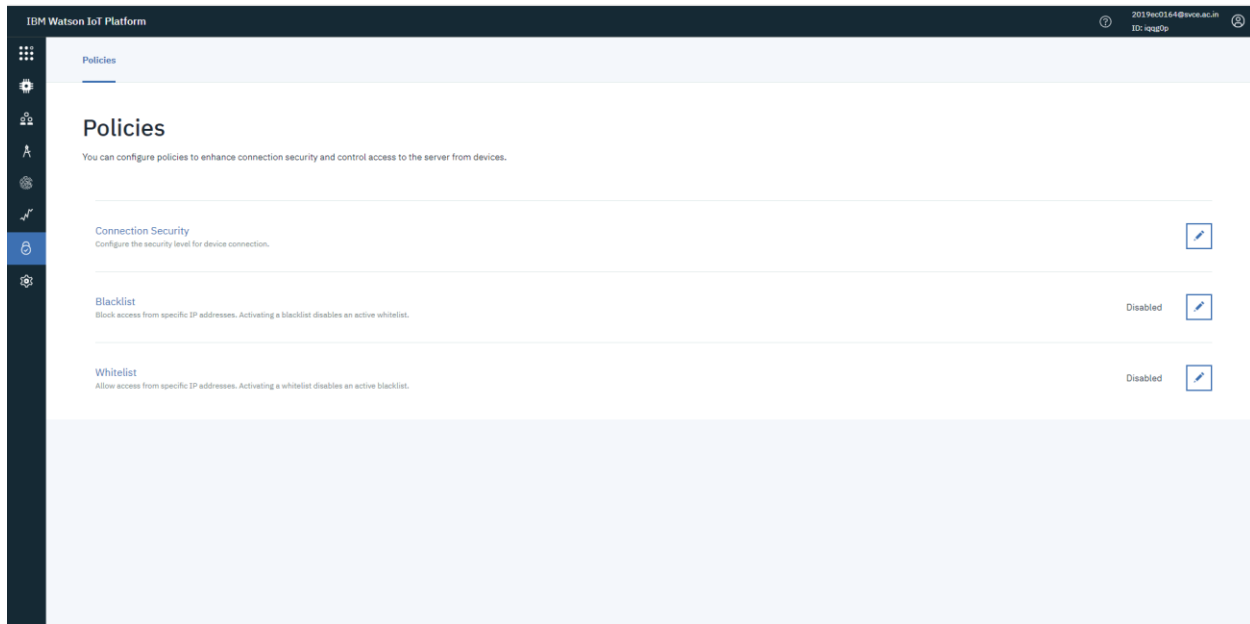 IBM Watson IoT Platform
2019ec0164@svce.ac.in
ID: iqqg0p
Policies
Policies
You can configure policies to enhance connection security and control access to the server from devices.
Connection Security
Configure the security level for device connection.
Blacklist
Block access from specific IP addresses. Activating a blacklist disables an active whitelist.
Disabled
Whitelist
Allow access from specific IP addresses. Activating a whitelist disables an active blacklist.
Disabled